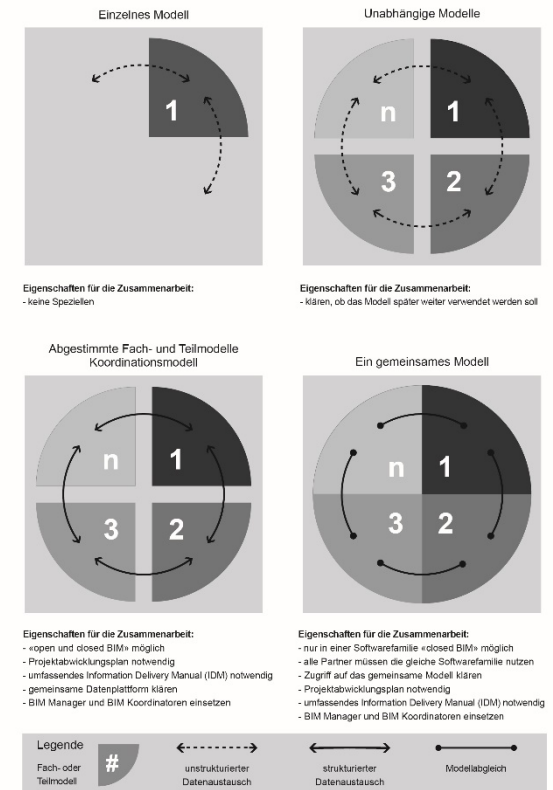 Einzelnes Modell
1
Eigenschaften für die Zusammenarbeit:
- keine Speziellen
Unabhängige Modelle
n 1
3 2
Eigenschaften für die Zusammenarbeit:
- klären, ob das Modell später weiter verwendet werden soll
Abgestimmte Fach- und Teilmodelle
Koordinationsmodell
n 1
3 2
Eigenschaften für die Zusammenarbeit:
- «open und closed BIM» möglich
- Projektabwicklungsplan notwendig
- umfassendes Information Delivery Manual (IDM) notwendig
- gemeinsame Datenplattform klären
- BIM Manager und BIM Koordinatoren einsetzen
Ein gemeinsames Modell
n 1
3 2
Eigenschaften für die Zusammenarbeit:
- nur in einer Softwarefamilie «closed BIM» möglich
- alle Partner müssen die gleiche Softwarefamilie nutzen
- Zugriff auf das gemeinsame Modell klären
- Projektabwicklungsplan notwendig
- umfassendes Information Delivery Manual (IDM) notwendig
- BIM Manager und BIM Koordinatoren einsetzen
Legende
#
Fach- oder
Teilmodell
unstrukturierter
Datenaustausch
strukturierter
Datenaustausch
Modellabgleich